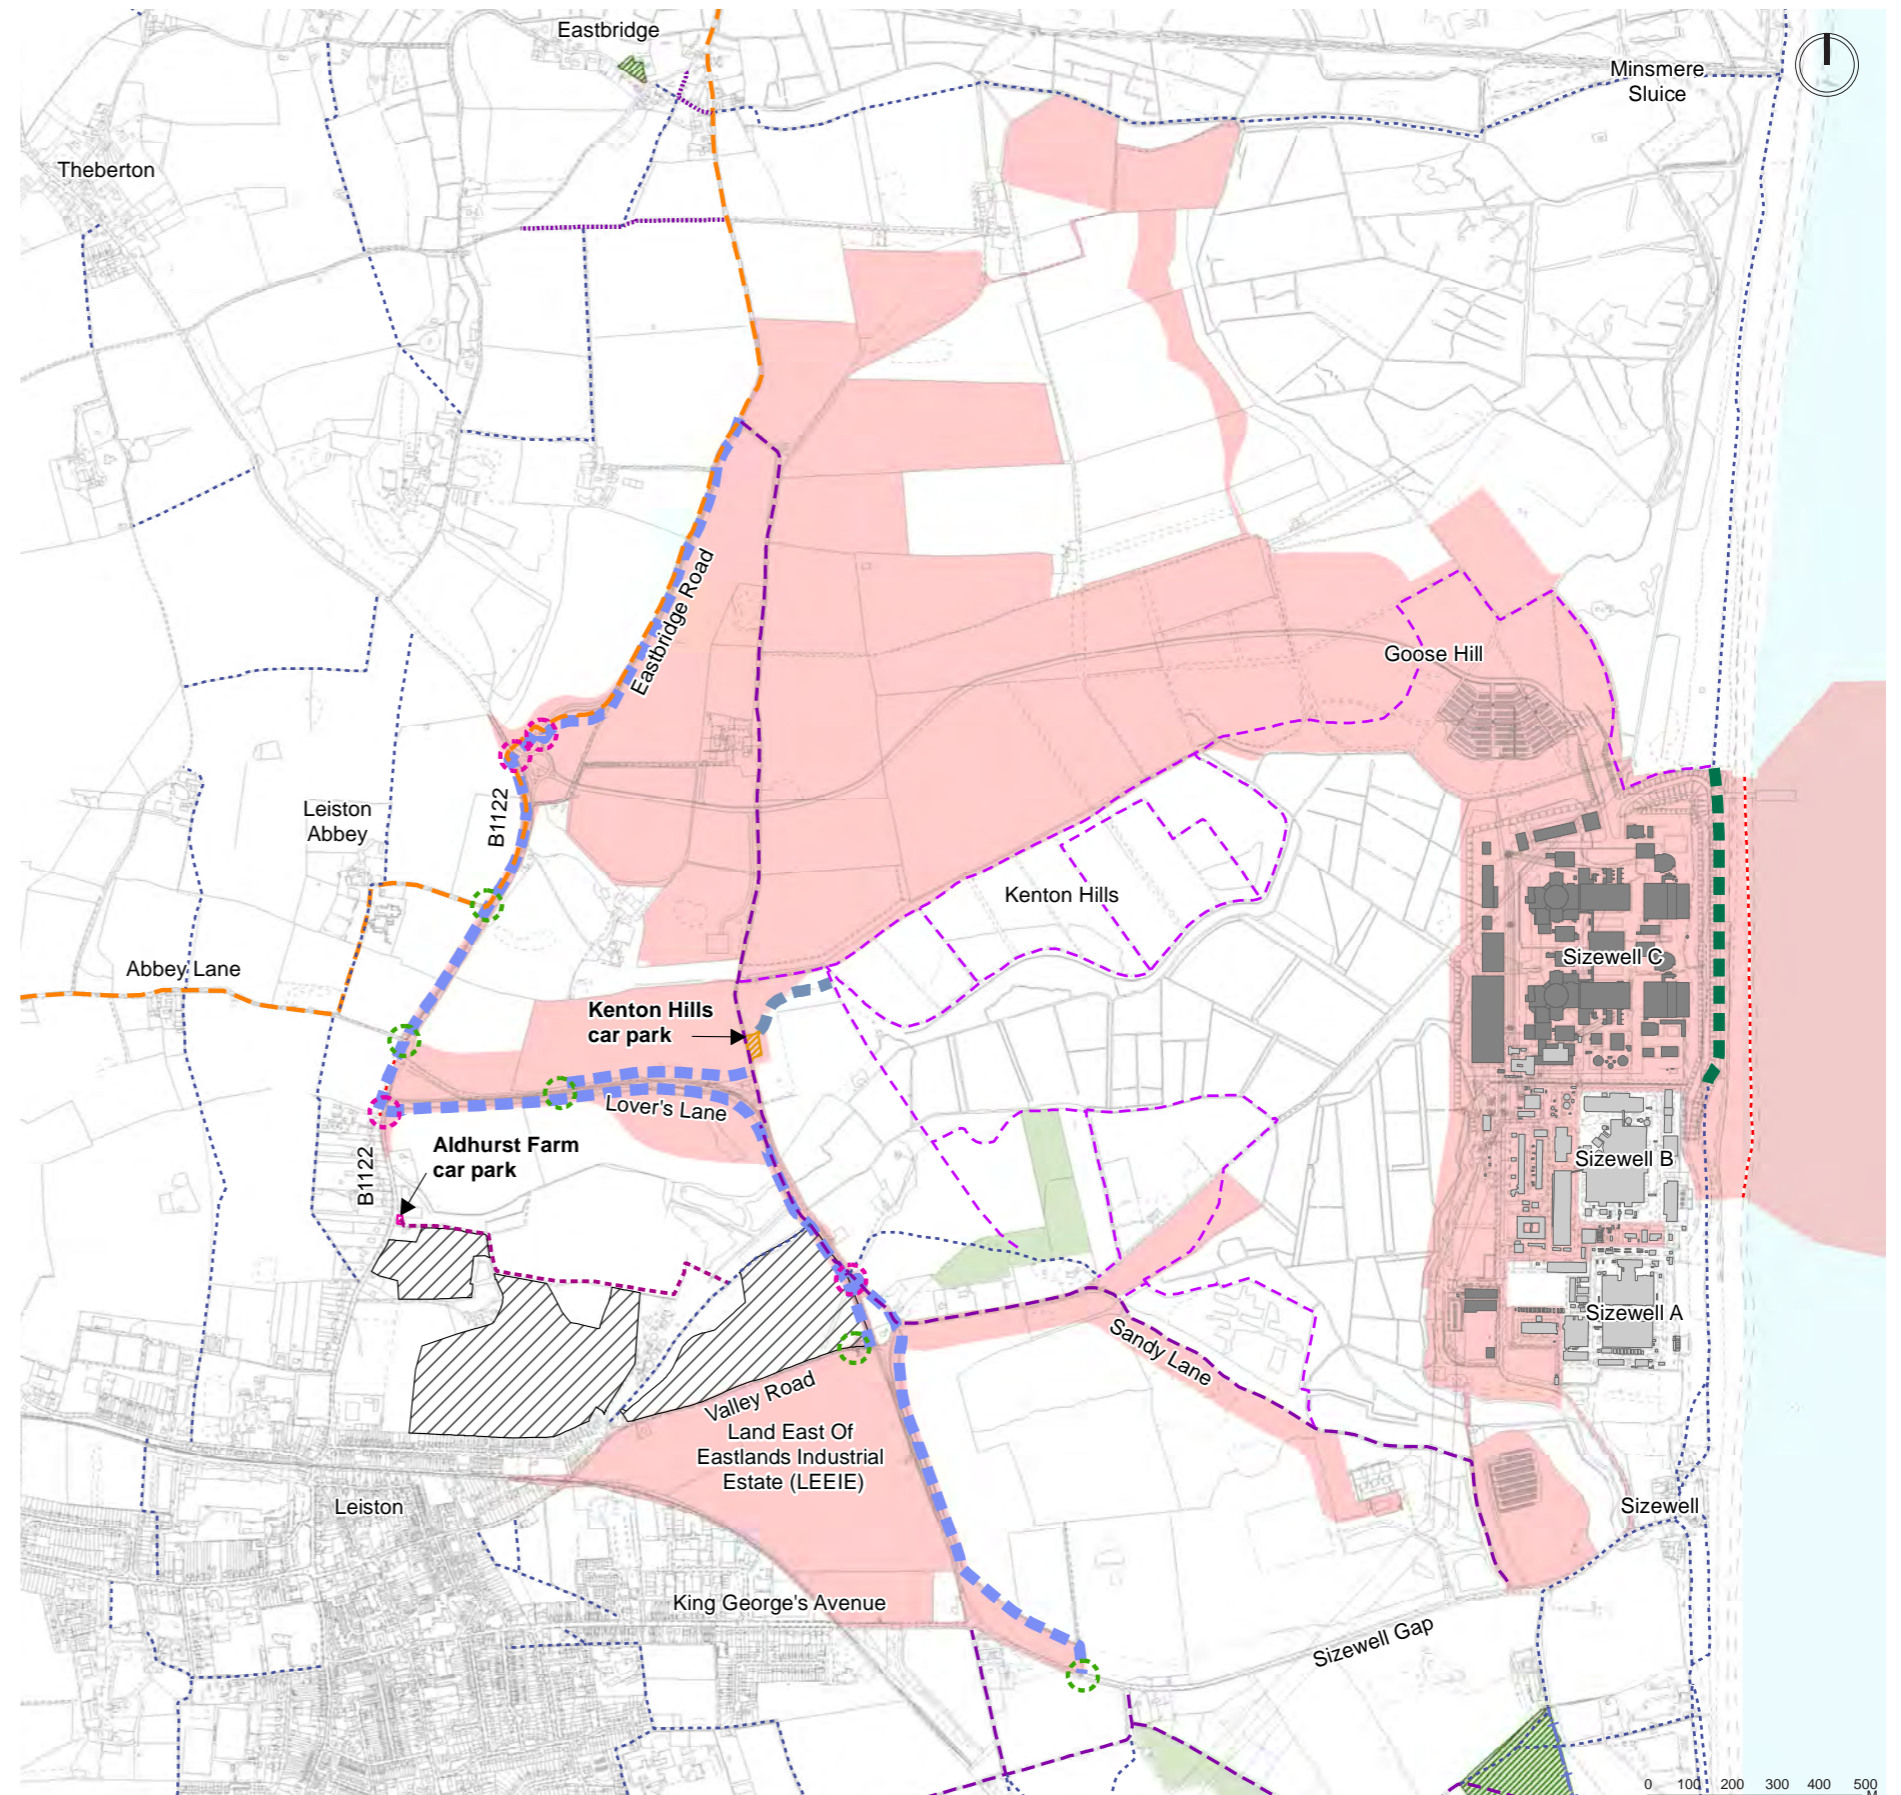 Eastbridge
Minsmere
Sluice
Theberton
Eastbridge Road
Goose Hill
B1122
Leiston
Abbey
Kenton Hills
Abbey Lane
Sizewell C
Kenton Hills
car park
Lover's Lane
Aldhurst Farm
car park
B1122
Sizewell B
Sizewell A
Sandy Lane
Valley Road
Land East Of
Eastlands Industrial
Estate (LEEIE)
Leiston
Sizewell
King George's Avenue
Sizewell Gap
0 100 200 300 400 500
M